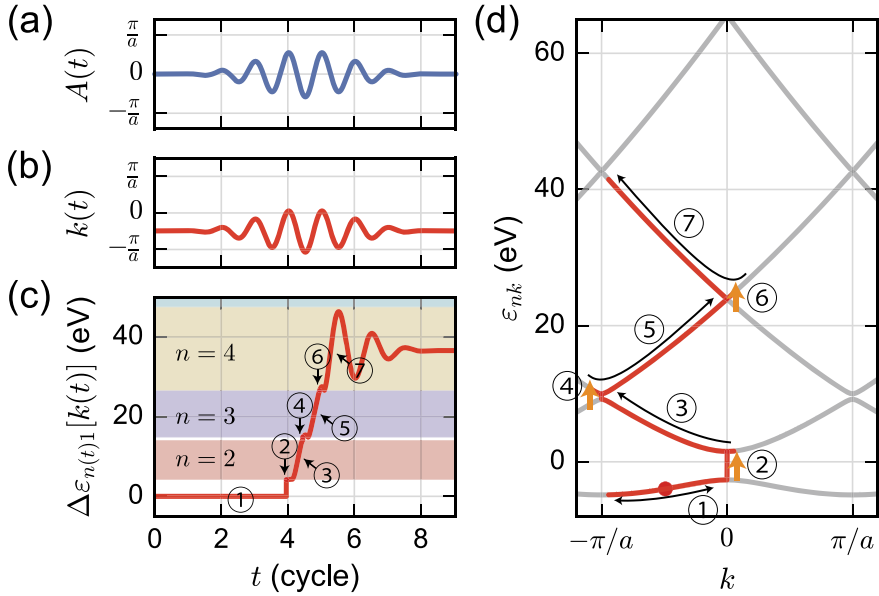 (a)
π/a
0
−π/a
A(t)
(b)
π/a
0
−π/a
k(t)
(c)
40
20
0
Δε_{n(t)1}[k(t)] (eV)
n = 4
n = 3
n = 2
⑥
⑦
④
⑤
②
③
①
0 2 4 6 8
t (cycle)
(d)
60
40
20
0
ε_{nk} (eV)
⑦
⑥
⑤
④
③
②
①
−π/a 0 π/a
k